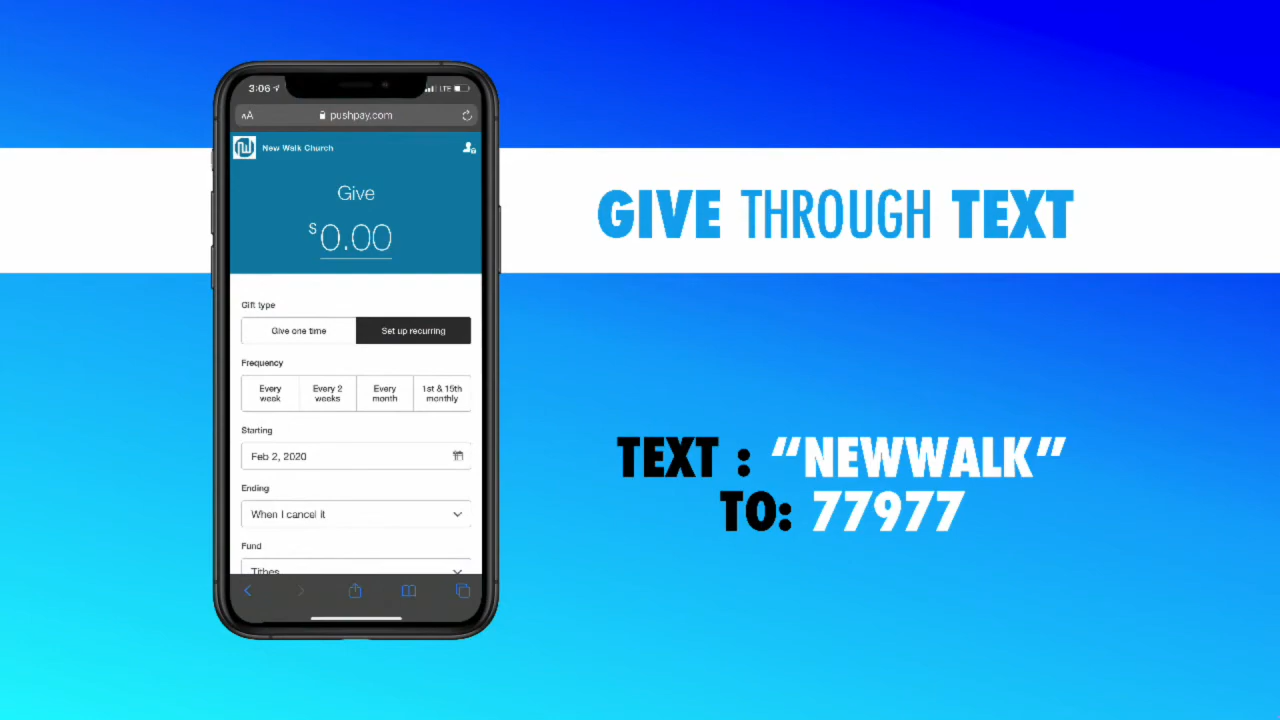 3:06
LTE
AA
pushpay.com
New Walk Church
Give
$0.00
Gift type
Give one time
Set up recurring
Frequency
Every week
Every 2 weeks
Every month
1st & 15th monthly
Starting
Feb 2, 2020
Ending
When I cancel it
Fund
Tithes
GIVE THROUGH TEXT
TEXT : “NEWWALK”
TO: 77977